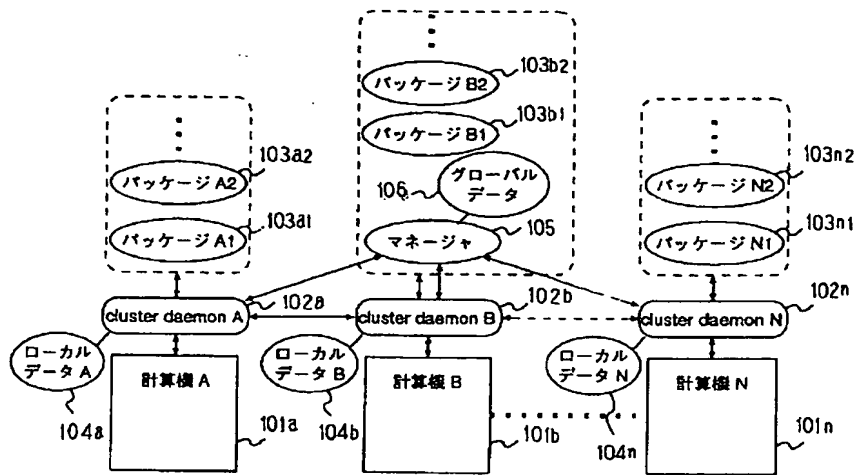 パッケージB2
103b2
パッケージB1
103b1
103a2
パッケージA2
103a1
パッケージA1
106
グローバル
データ
105
マネージャ
103n2
パッケージN2
103n1
パッケージN1
102a
cluster daemon A
102b
cluster daemon B
102n
cluster daemon N
ローカル
データA
104a
計算機A
101a
ローカル
データB
104b
計算機B
101b
ローカル
データN
104n
計算機N
101n